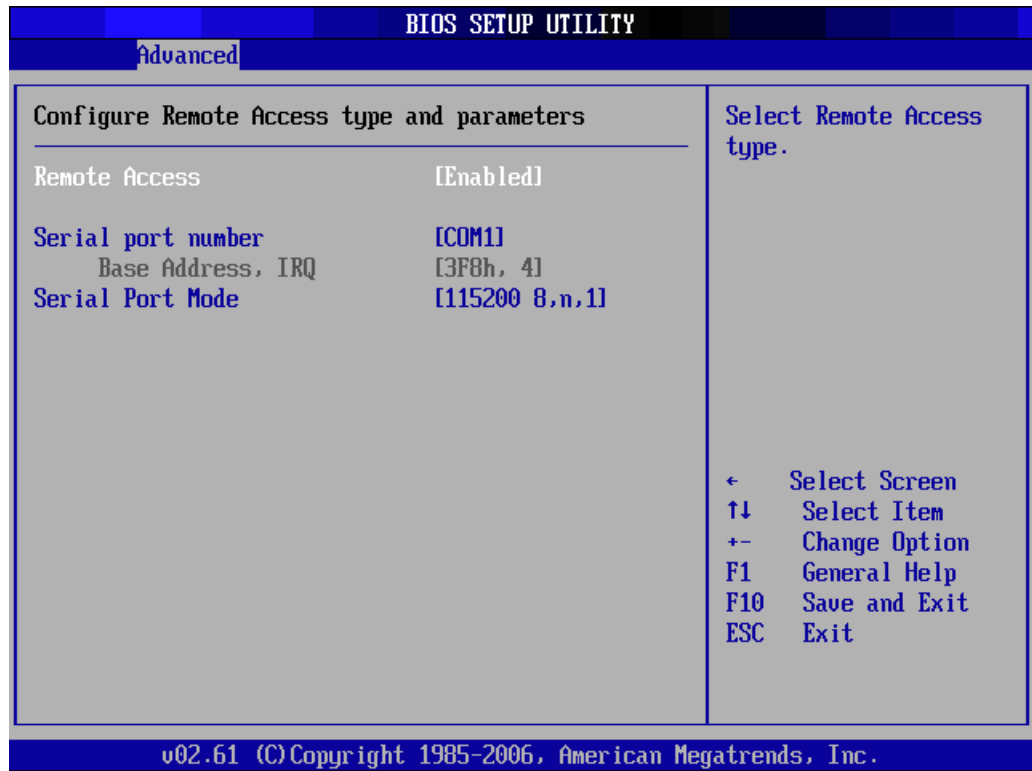 BIOS SETUP UTILITY
Advanced
Configure Remote Access type and parameters
Remote Access [Enabled]
Serial port number [COM1]
Base Address, IRQ [3F8h, 4]
Serial Port Mode [115200 8,n,1]
Select Remote Access
type.
← Select Screen
↑↓ Select Item
+- Change Option
F1 General Help
F10 Save and Exit
ESC Exit
v02.61 (C)Copyright 1985-2006, American Megatrends, Inc.